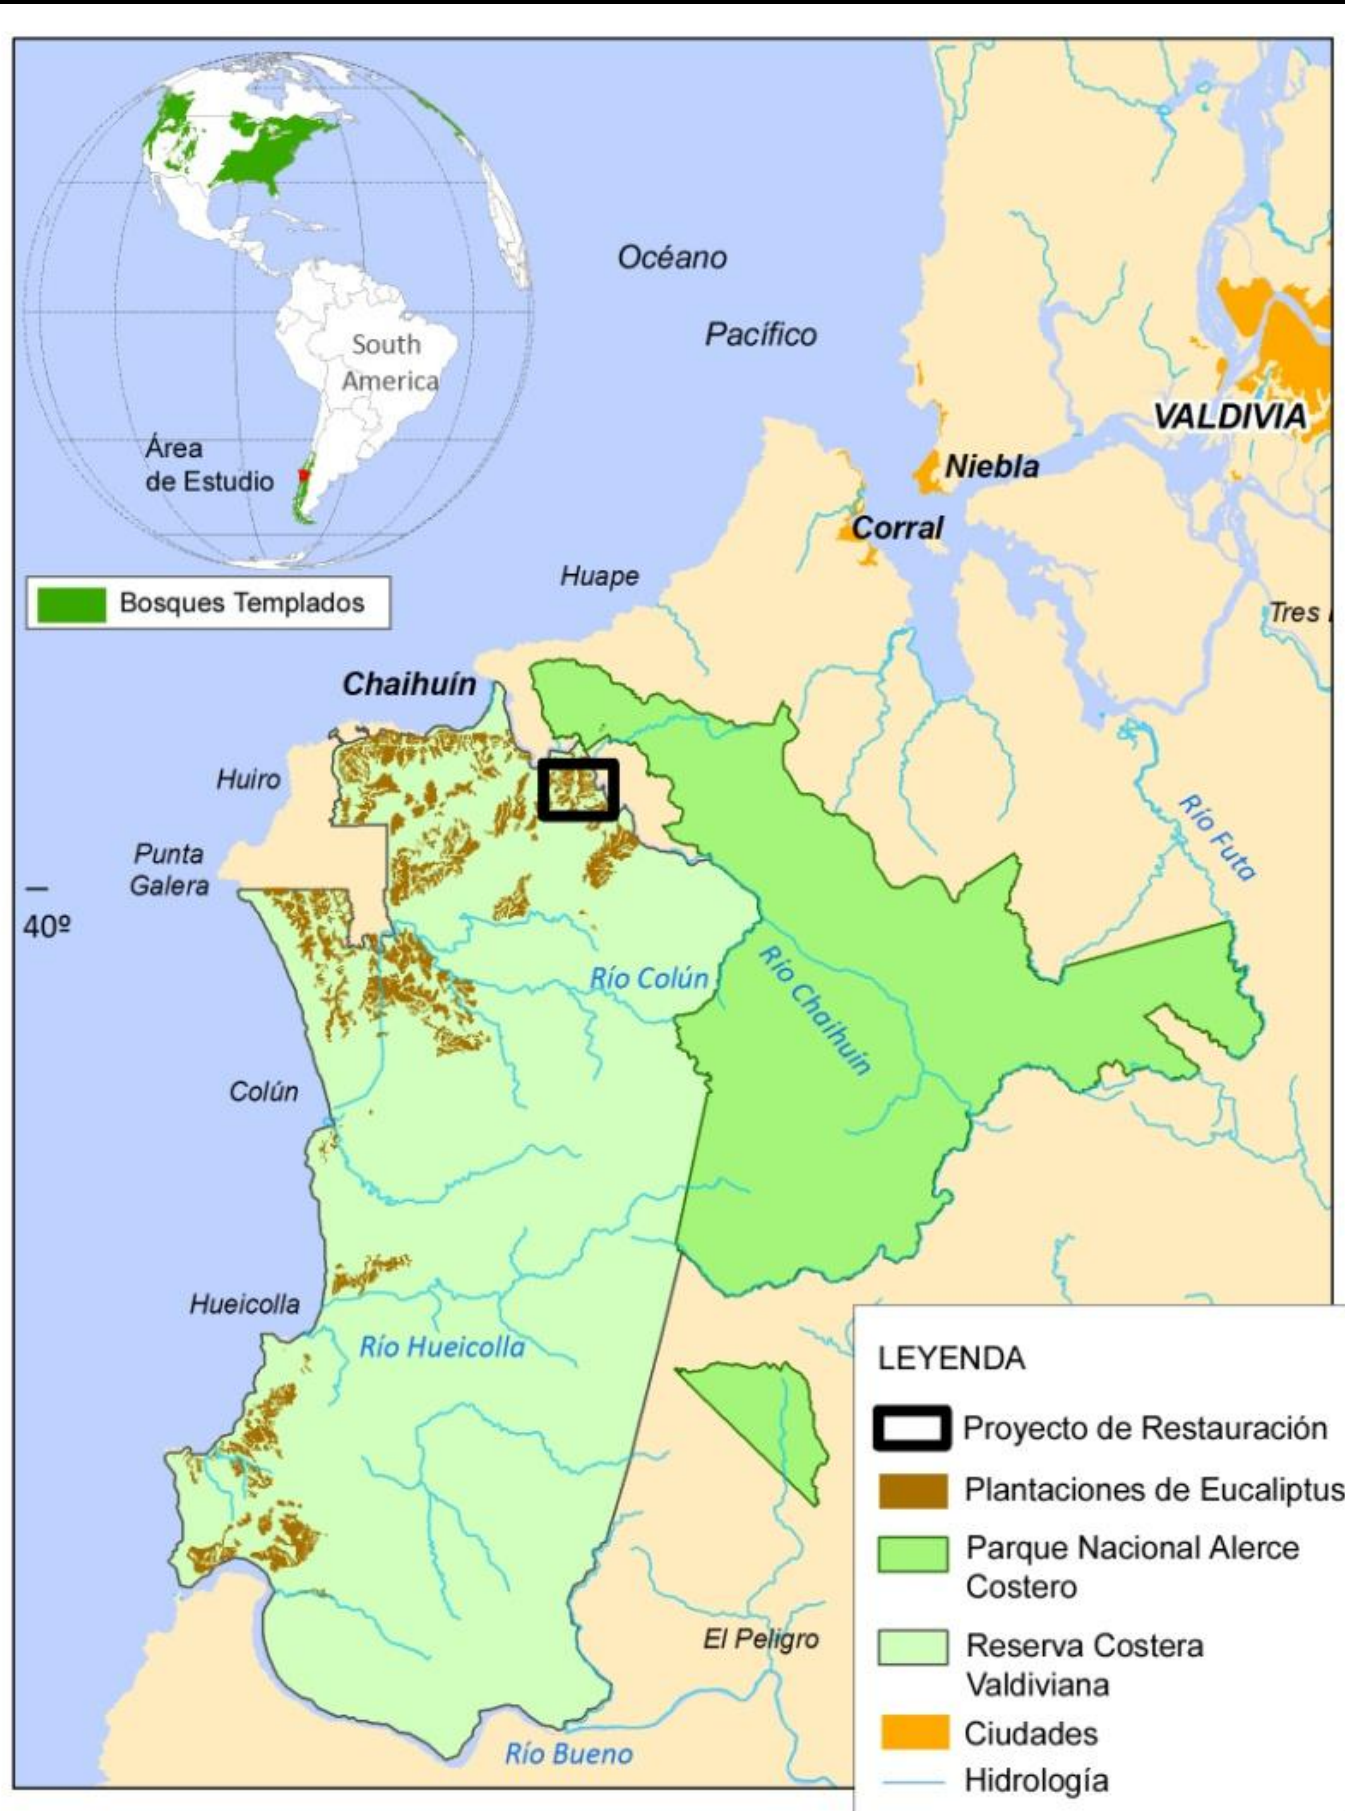 Océano
Pacífico
South
America
Área
de Estudio
Bosques Templados
VALDIVIA
Niebla
Corral
Huape
Tres
Chaihuín
Huiro
Punta
Galera
40º
Río Futa
Río Colún
Río Chaihuín
Colún
Hueicolla
Río Hueicolla
El Peligro
Río Bueno
LEYENDA
Proyecto de Restauración
Plantaciones de Eucaliptus
Parque Nacional Alerce
Costero
Reserva Costera
Valdiviana
Ciudades
Hidrología